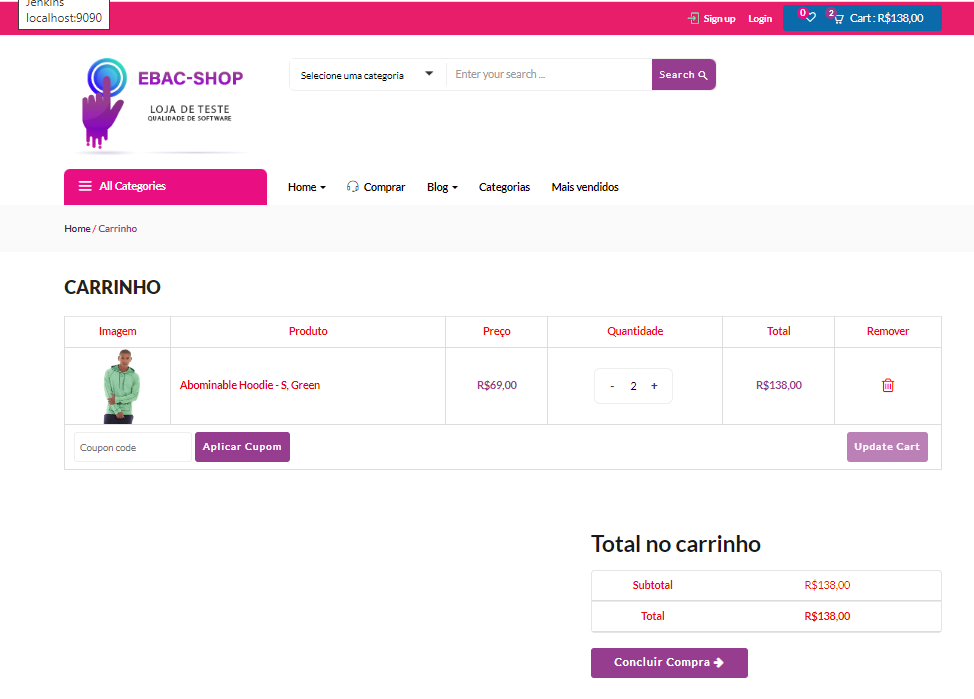 Jenkins
localhost:9090
Sign up
Login
0
2
Cart : R$138,00
EBAC-SHOP
LOJA DE TESTE
QUALIDADE DE SOFTWARE
Selecione uma categoria
Enter your search ...
Search
All Categories
Home
Comprar
Blog
Categorias
Mais vendidos
Home / Carrinho
CARRINHO
Imagem Produto Preço Quantidade Total Remover
Abominable Hoodie - S, Green R$69,00 - 2 + R$138,00
Coupon code
Aplicar Cupom
Update Cart
Total no carrinho
Subtotal R$138,00
Total R$138,00
Concluir Compra